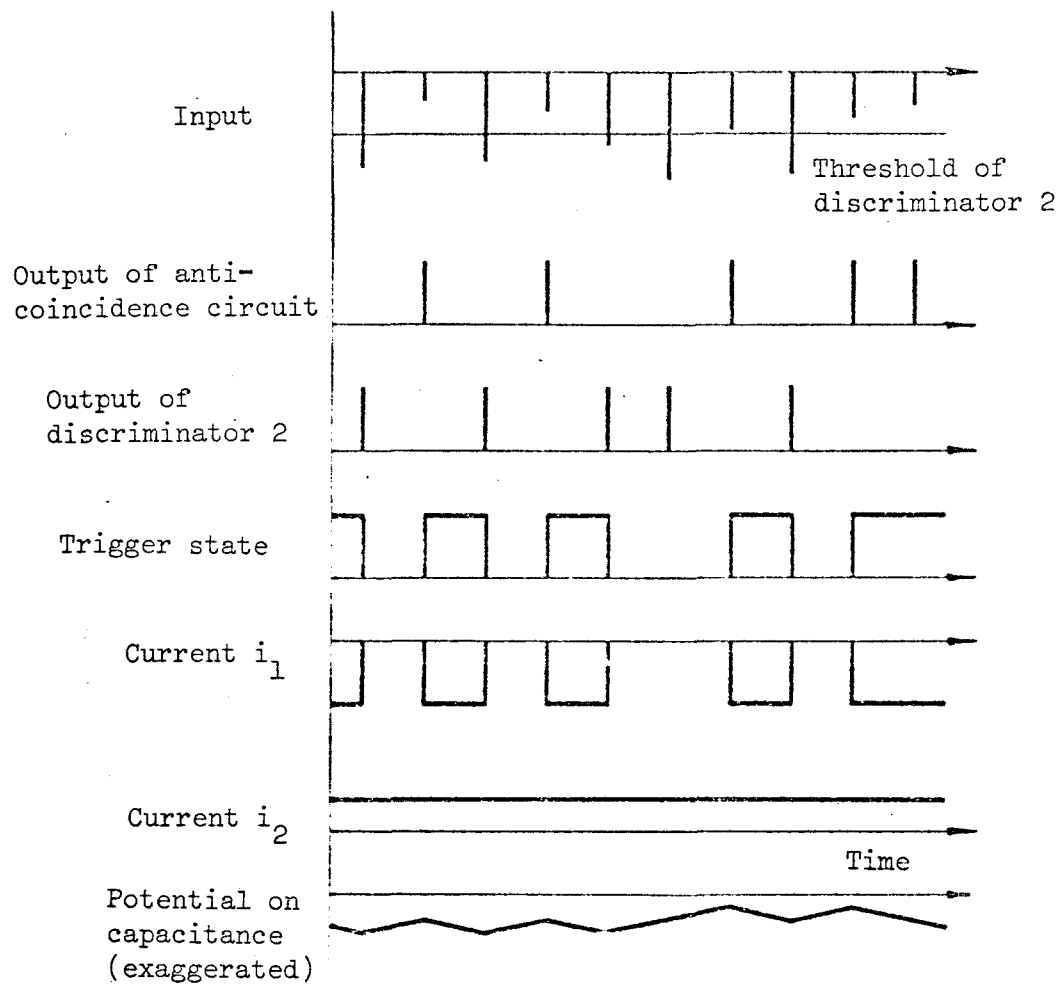 Input
Threshold of
discriminator 2
Output of anti-
coincidence circuit
Output of
discriminator 2
Trigger state
Current i1
Current i2
Time
Potential on
capacitance
(exaggerated)